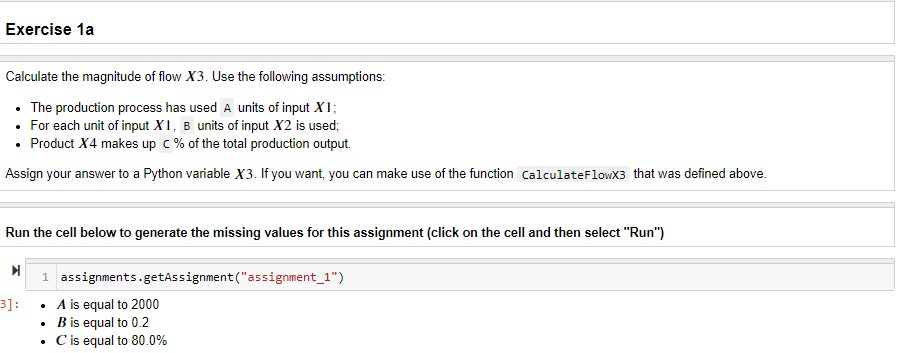 Exercise 1a
Calculate the magnitude of flow X3. Use the following assumptions:
• The production process has used A units of input X1;
• For each unit of input X1, B units of input X2 is used;
• Product X4 makes up C % of the total production output.
Assign your answer to a Python variable X3. If you want, you can make use of the function CalculateFlowX3 that was defined above.
Run the cell below to generate the missing values for this assignment (click on the cell and then select "Run")
1 assignments.getAssignment("assignment_1")
3]: • A is equal to 2000
• B is equal to 0.2
• C is equal to 80.0%